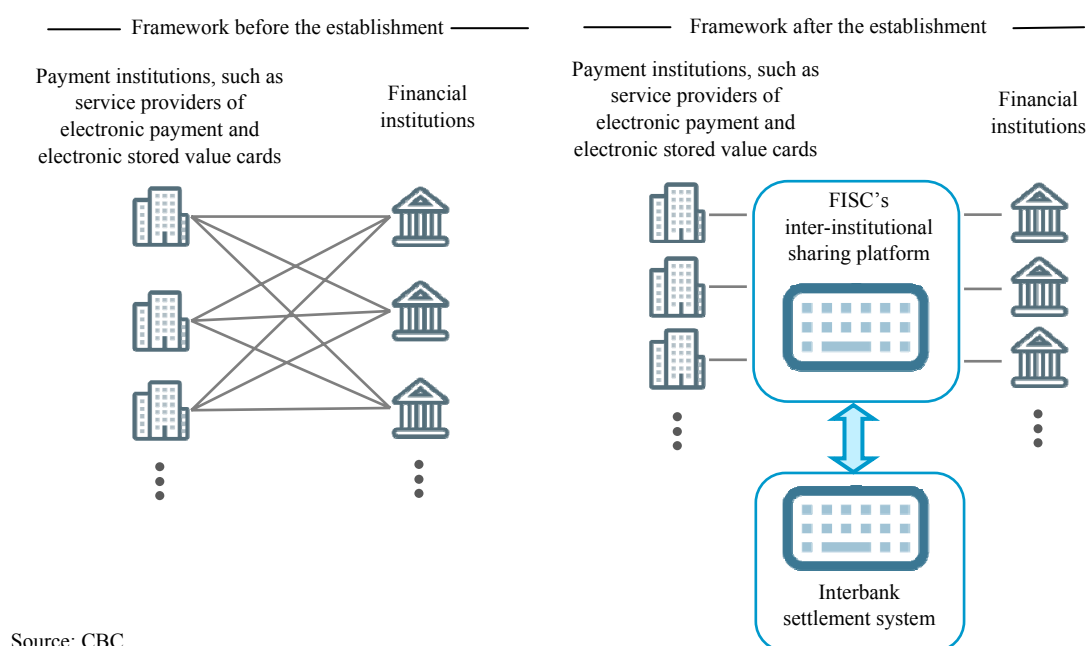 Framework before the establishment
Payment institutions, such as
service providers of
electronic payment and
electronic stored value cards
Financial
institutions
Framework after the establishment
Payment institutions, such as
service providers of
electronic payment and
electronic stored value cards
Financial
institutions
FISC’s
inter-institutional
sharing platform
Interbank
settlement system
Source: CBC